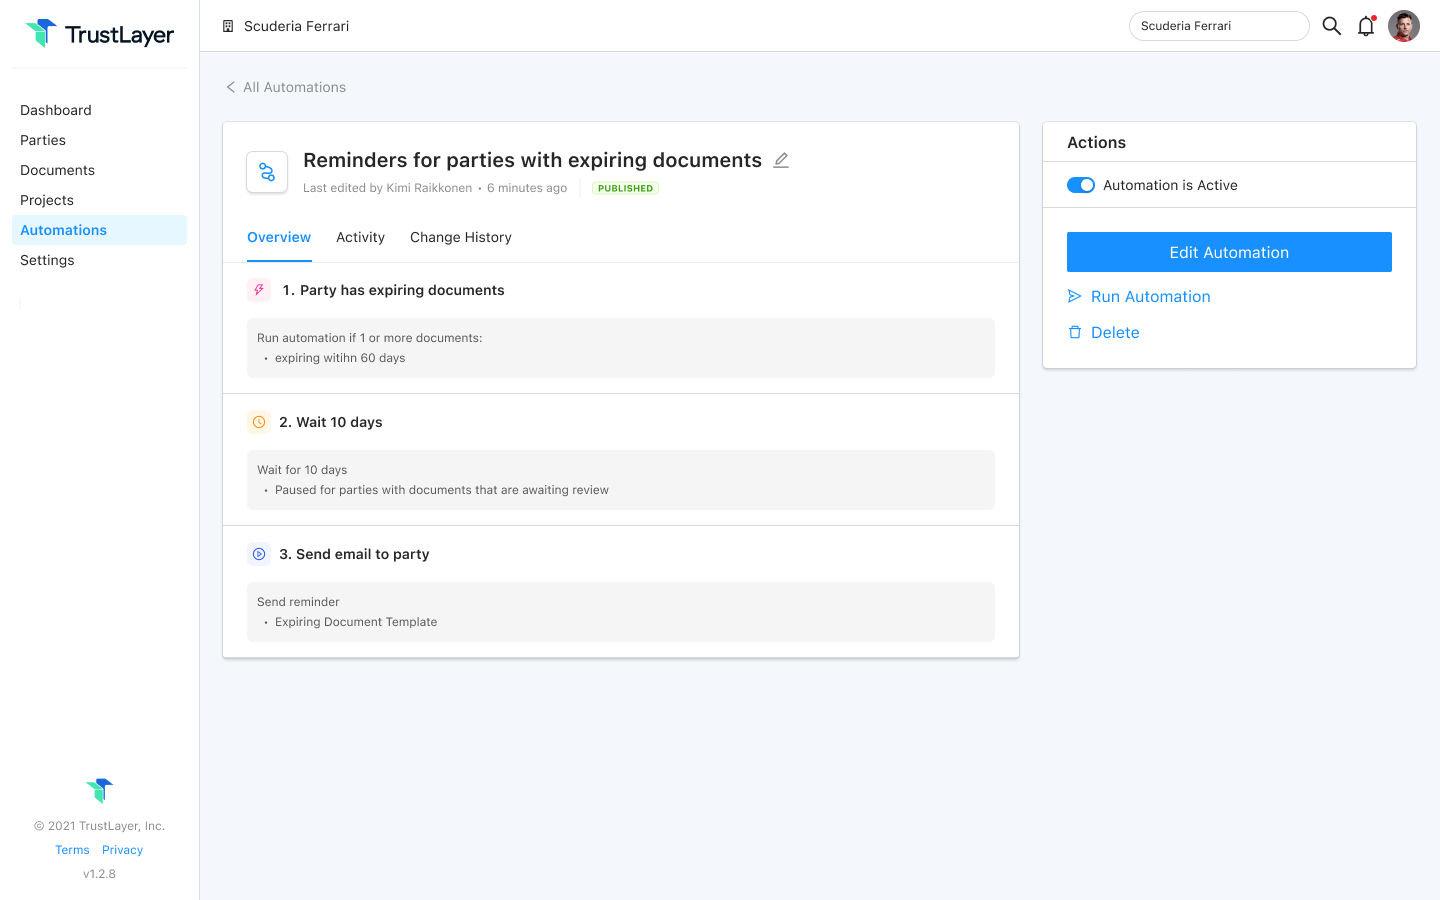 TrustLayer
Scuderia Ferrari
Scuderia Ferrari
Dashboard
Parties
Documents
Projects
Automations
Settings
All Automations
Reminders for parties with expiring documents
Last edited by Kimi Raikkonen • 6 minutes ago
PUBLISHED
Overview Activity Change History
1. Party has expiring documents
Run automation if 1 or more documents:
• expiring witihn 60 days
2. Wait 10 days
Wait for 10 days
• Paused for parties with documents that are awaiting review
3. Send email to party
Send reminder
• Expiring Document Template
Actions
Automation is Active
Edit Automation
Run Automation
Delete
© 2021 TrustLayer, Inc.
Terms Privacy
v1.2.8